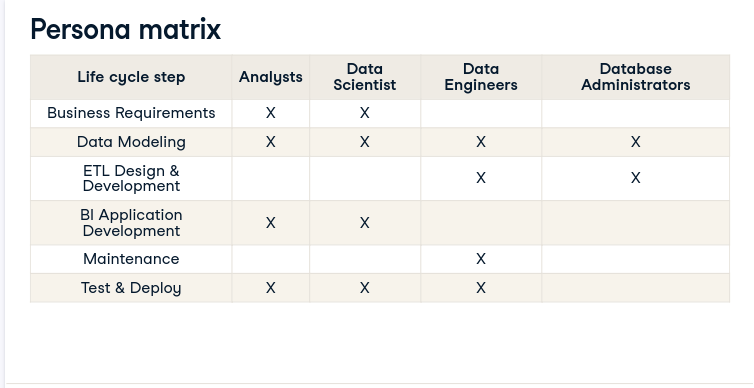 Persona matrix
Life cycle step Analysts Data Scientist Data Engineers Database Administrators
Business Requirements X X
Data Modeling X X X X
ETL Design & Development X X
BI Application Development X X
Maintenance X
Test & Deploy X X X